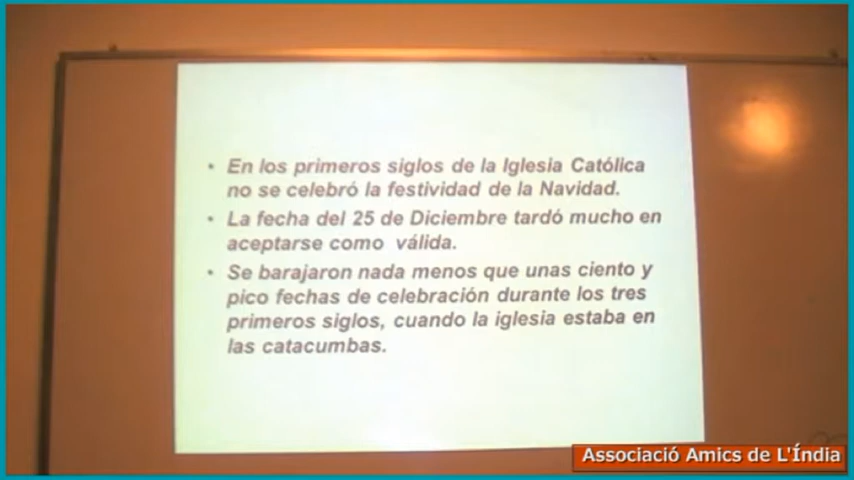 • En los primeros siglos de la Iglesia Católica
no se celebró la festividad de la Navidad.
• La fecha del 25 de Diciembre tardó mucho en
aceptarse como válida.
• Se barajaron nada menos que unas ciento y
pico fechas de celebración durante los tres
primeros siglos, cuando la iglesia estaba en
las catacumbas.
Associació Amics de L'Índia